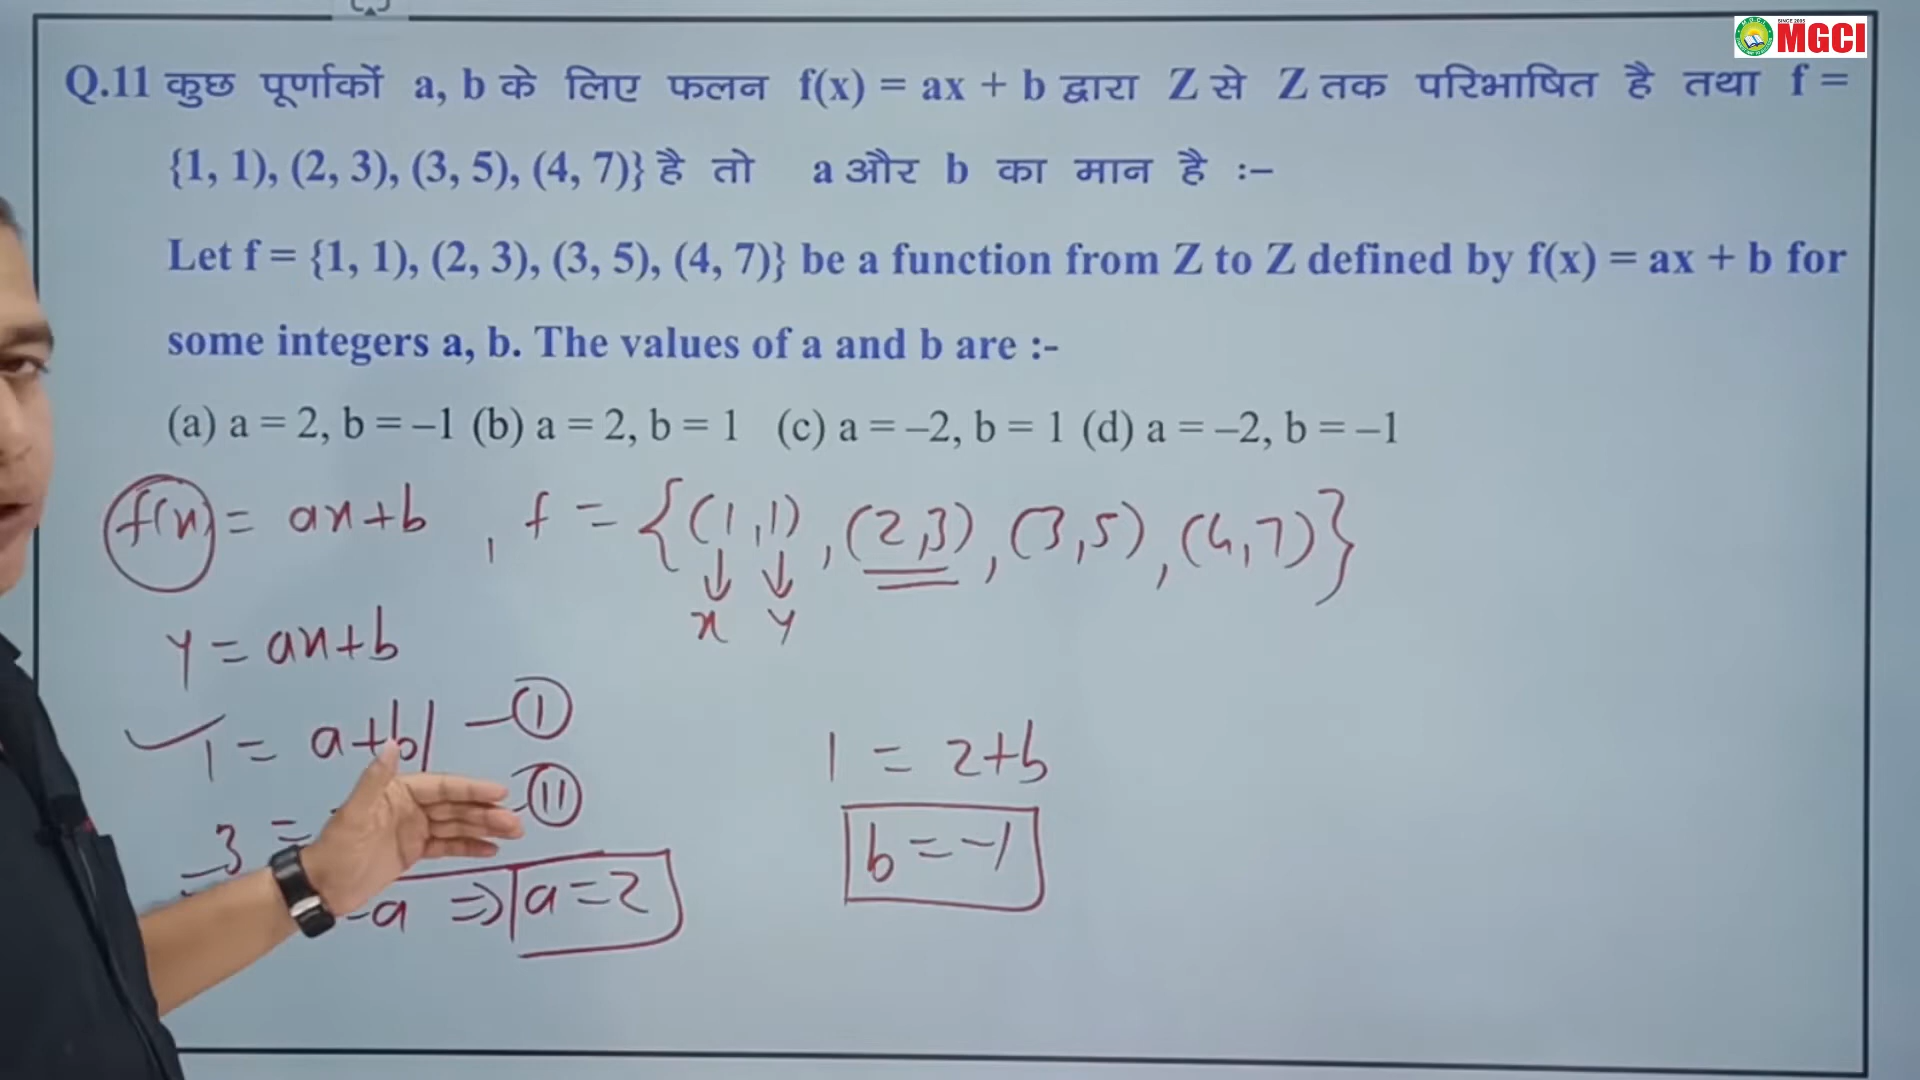 SINCE 2005
MGCI
Q.11 कुछ पूर्णाकों a, b के लिए फलन f(x) = ax + b द्वारा Z से Z तक परिभाषित है तथा f =
{1, 1), (2, 3), (3, 5), (4, 7)} है तो a और b का मान है :–
Let f = {1, 1), (2, 3), (3, 5), (4, 7)} be a function from Z to Z defined by f(x) = ax + b for
some integers a, b. The values of a and b are :-
(a) a = 2, b = –1 (b) a = 2, b = 1 (c) a = –2, b = 1 (d) a = –2, b = –1
f(x) = ax+b , f = {(1,1), (2,3), (3,5), (4,7)}
x y
y = ax+b
1 = a+b — (I)
3 = (II)
-a ⇒ a=2
1 = 2+b
b = -1